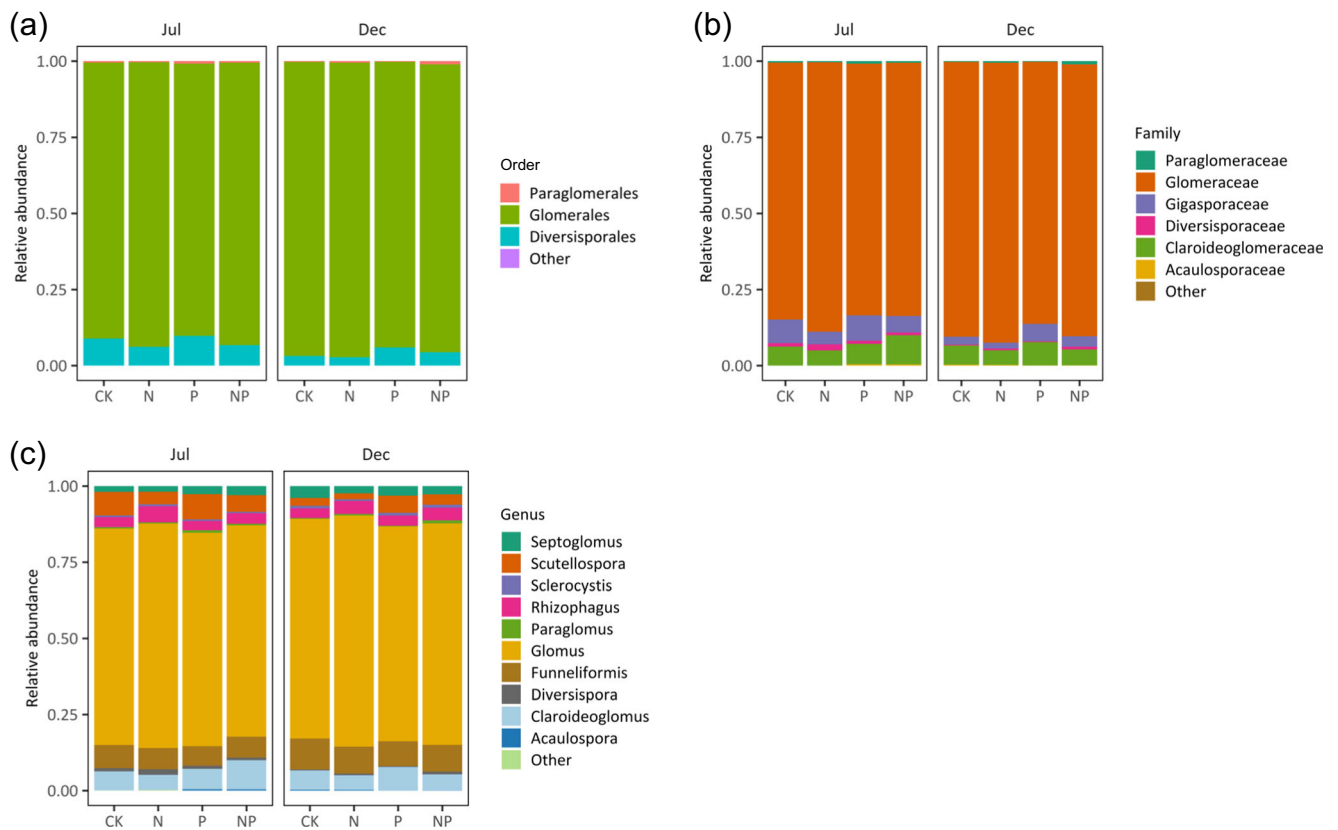 (a)
Jul
Dec
1.00
0.75
0.50
0.25
0.00
Relative abundance
CK N P NP
CK N P NP
Order
Paraglomerales
Glomerales
Diversisporales
Other
(b)
Jul
Dec
1.00
0.75
0.50
0.25
0.00
Relative abundance
CK N P NP
CK N P NP
Family
Paraglomeraceae
Glomeraceae
Gigasporaceae
Diversisporaceae
Claroideoglomeraceae
Acaulosporaceae
Other
(c)
Jul
Dec
1.00
0.75
0.50
0.25
0.00
Relative abundance
CK N P NP
CK N P NP
Genus
Septoglomus
Scutellospora
Sclerocystis
Rhizophagus
Paraglomus
Glomus
Funneliformis
Diversispora
Claroideoglomus
Acaulospora
Other